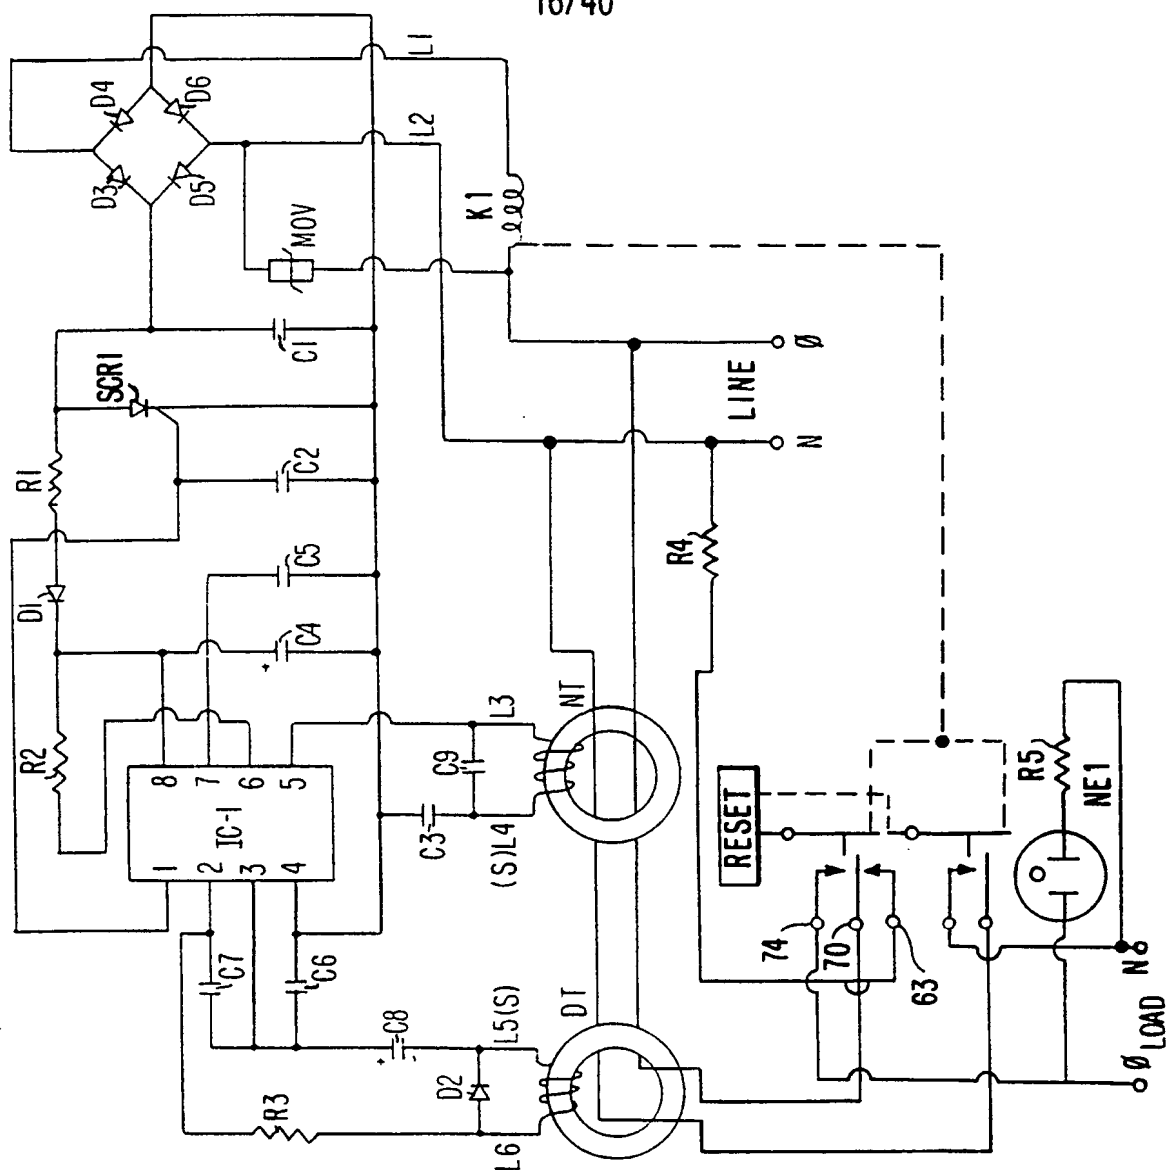 16/40
L1
D4
D6
L2
D3
D5
K1
MOV
C1
SCR1
Ø
LINE
N
R1
C2
R4
C5
D1
+
C4
R2
NT
L3
8
7
6
5
IC-1
1
2
3
4
C9
C3
(S)L4
RESET
R5
NE1
74
70
63
C7
C6
+
C8
L5(S)
DT
D2
R3
L6
N
Ø
LOAD